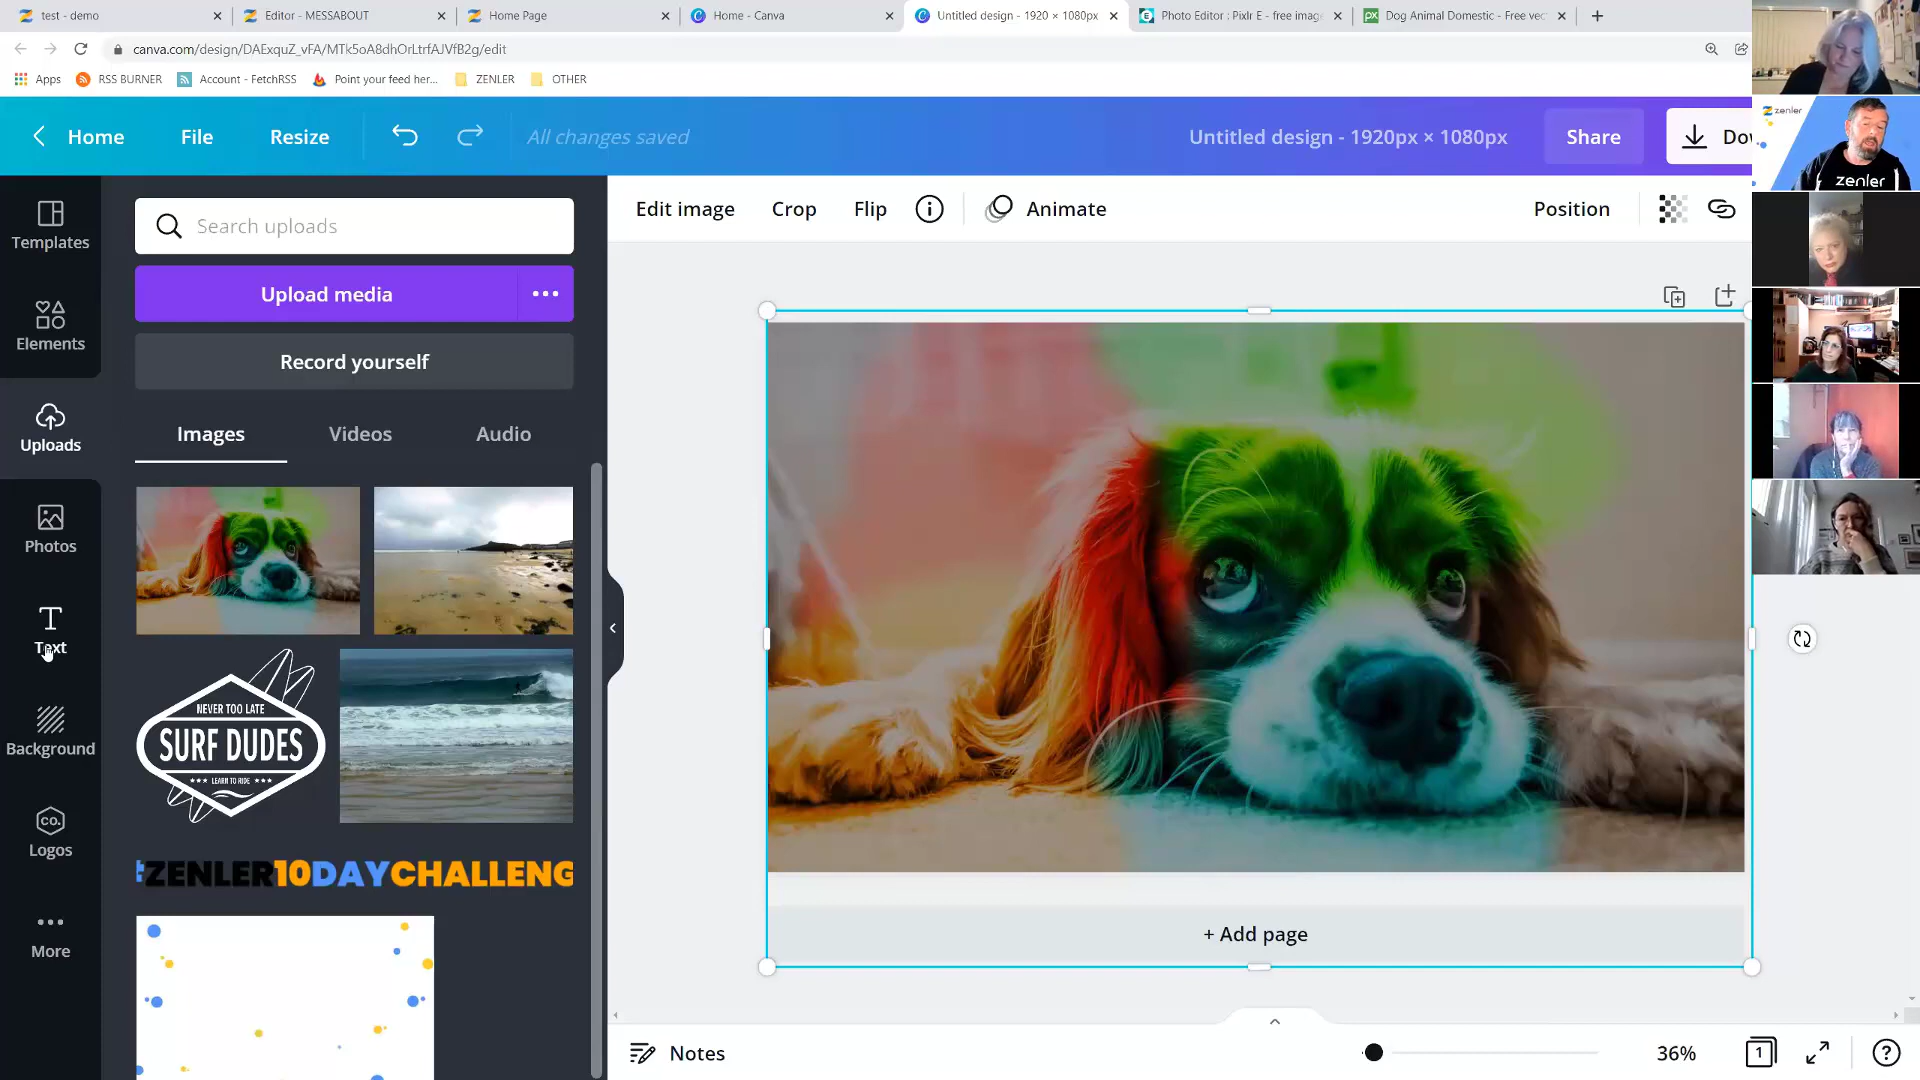 test - demo
Editor - MESSABOUT
Home Page
Home - Canva
Untitled design - 1920 × 1080px
Photo Editor : Pixlr E - free imag
Dog Animal Domestic - Free vec
canva.com/design/DAExquZ_vFA/MTk5oA8dhOrLtrfAJVfB2g/edit
Apps
RSS BURNER
Account - FetchRSS
Point your feed her...
ZENLER
OTHER
Home
File
Resize
All changes saved
Untitled design - 1920px × 1080px
Share
Do
zenler
zenler
Templates
Elements
Uploads
Photos
Text
Background
Logos
More
Search uploads
Upload media
Record yourself
Images
Videos
Audio
NEVER TOO LATE
SURF DUDES
LEARN TO RIDE
ZENLER10DAYCHALLENG
Edit image
Crop
Flip
Animate
Position
+ Add page
Notes
36%
1
CO.